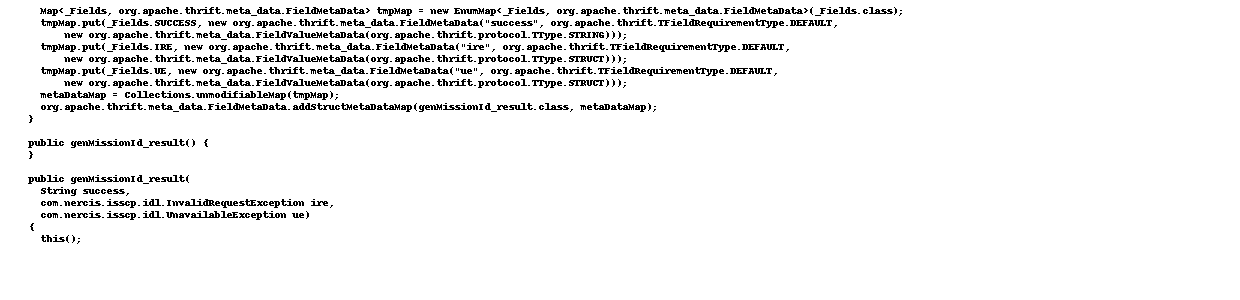 Map<_Fields, org.apache.thrift.meta_data.FieldMetaData> tmpMap = new EnumMap<_Fields, org.apache.thrift.meta_data.FieldMetaData>(_Fields.class);
tmpMap.put(_Fields.SUCCESS, new org.apache.thrift.meta_data.FieldMetaData("success", org.apache.thrift.TFieldRequirementType.DEFAULT,
new org.apache.thrift.meta_data.FieldValueMetaData(org.apache.thrift.protocol.TType.STRING)));
tmpMap.put(_Fields.IRE, new org.apache.thrift.meta_data.FieldMetaData("ire", org.apache.thrift.TFieldRequirementType.DEFAULT,
new org.apache.thrift.meta_data.FieldValueMetaData(org.apache.thrift.protocol.TType.STRUCT)));
tmpMap.put(_Fields.UE, new org.apache.thrift.meta_data.FieldMetaData("ue", org.apache.thrift.TFieldRequirementType.DEFAULT,
new org.apache.thrift.meta_data.FieldValueMetaData(org.apache.thrift.protocol.TType.STRUCT)));
metaDataMap = Collections.unmodifiableMap(tmpMap);
org.apache.thrift.meta_data.FieldMetaData.addStructMetaDataMap(genMissionId_result.class, metaDataMap);
}
public genMissionId_result() {
}
public genMissionId_result(
String success,
com.nercis.isscp.idl.InvalidRequestException ire,
com.nercis.isscp.idl.UnavailableException ue)
{
this();